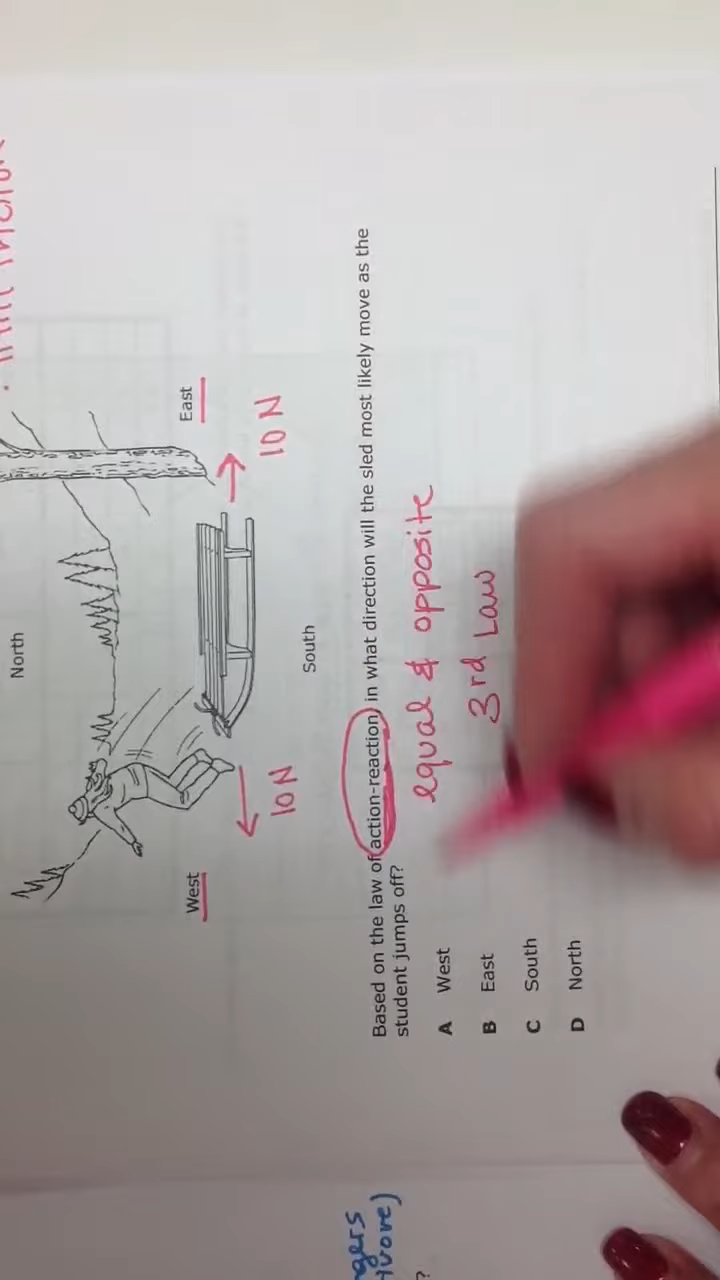 North
West
East
10 N
10 N
South
Based on the law of action-reaction, in what direction will the sled most likely move as the
student jumps off?
equal & opposite
3rd Law
A West
B East
C South
D North
?